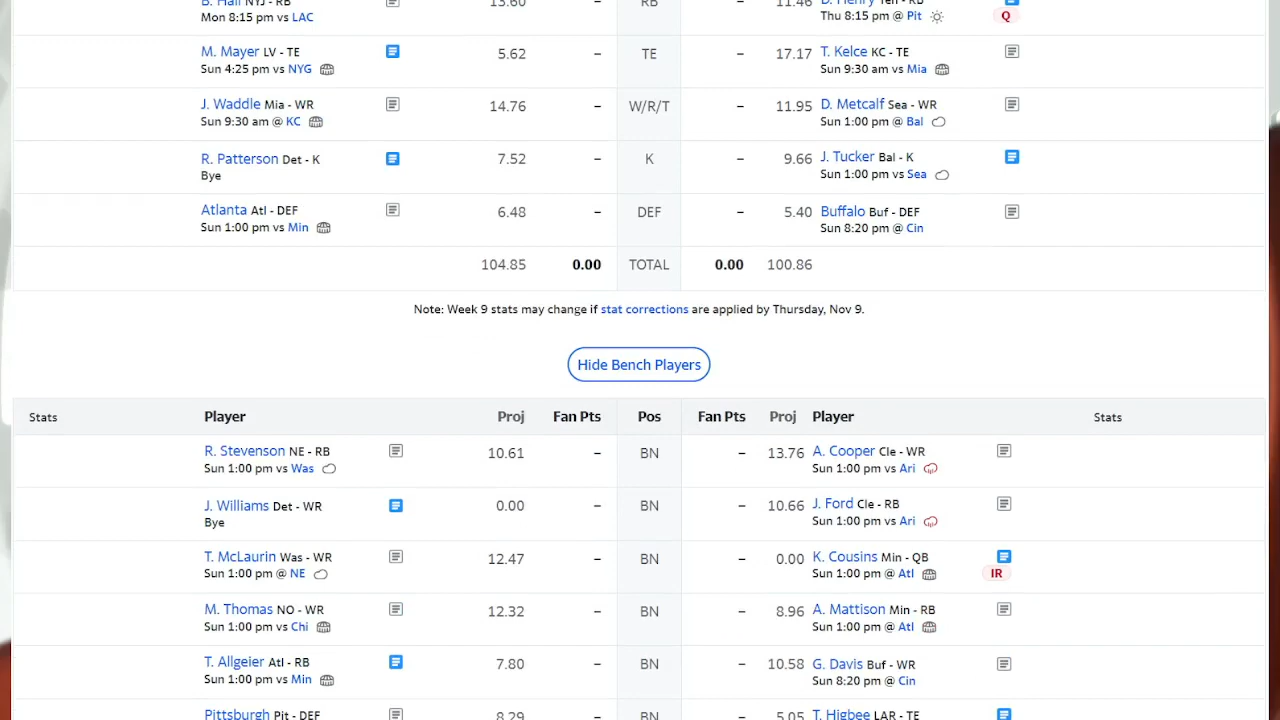 B. Hall NYJ - RB 13.60 – RB – 11.46 D. Henry Ten - RB
Mon 8:15 pm vs LAC Thu 8:15 pm @ Pit Q
M. Mayer LV - TE 5.62 – TE – 17.17 T. Kelce KC - TE
Sun 4:25 pm vs NYG Sun 9:30 am vs Mia
J. Waddle Mia - WR 14.76 – W/R/T – 11.95 D. Metcalf Sea - WR
Sun 9:30 am @ KC Sun 1:00 pm @ Bal
R. Patterson Det - K 7.52 – K – 9.66 J. Tucker Bal - K
Bye Sun 1:00 pm vs Sea
Atlanta Atl - DEF 6.48 – DEF – 5.40 Buffalo Buf - DEF
Sun 1:00 pm vs Min Sun 8:20 pm @ Cin
104.85 0.00 TOTAL 0.00 100.86
Note: Week 9 stats may change if stat corrections are applied by Thursday, Nov 9.
Hide Bench Players
Stats Player Proj Fan Pts Pos Fan Pts Proj Player Stats
R. Stevenson NE - RB 10.61 – BN – 13.76 A. Cooper Cle - WR
Sun 1:00 pm vs Was Sun 1:00 pm vs Ari
J. Williams Det - WR 0.00 – BN – 10.66 J. Ford Cle - RB
Bye Sun 1:00 pm vs Ari
T. McLaurin Was - WR 12.47 – BN – 0.00 K. Cousins Min - QB
Sun 1:00 pm @ NE Sun 1:00 pm @ Atl IR
M. Thomas NO - WR 12.32 – BN – 8.96 A. Mattison Min - RB
Sun 1:00 pm vs Chi Sun 1:00 pm @ Atl
T. Allgeier Atl - RB 7.80 – BN – 10.58 G. Davis Buf - WR
Sun 1:00 pm vs Min Sun 8:20 pm @ Cin
Pittsburgh Pit - DEF 8.29 – BN – 5.05 T. Higbee LAR - TE